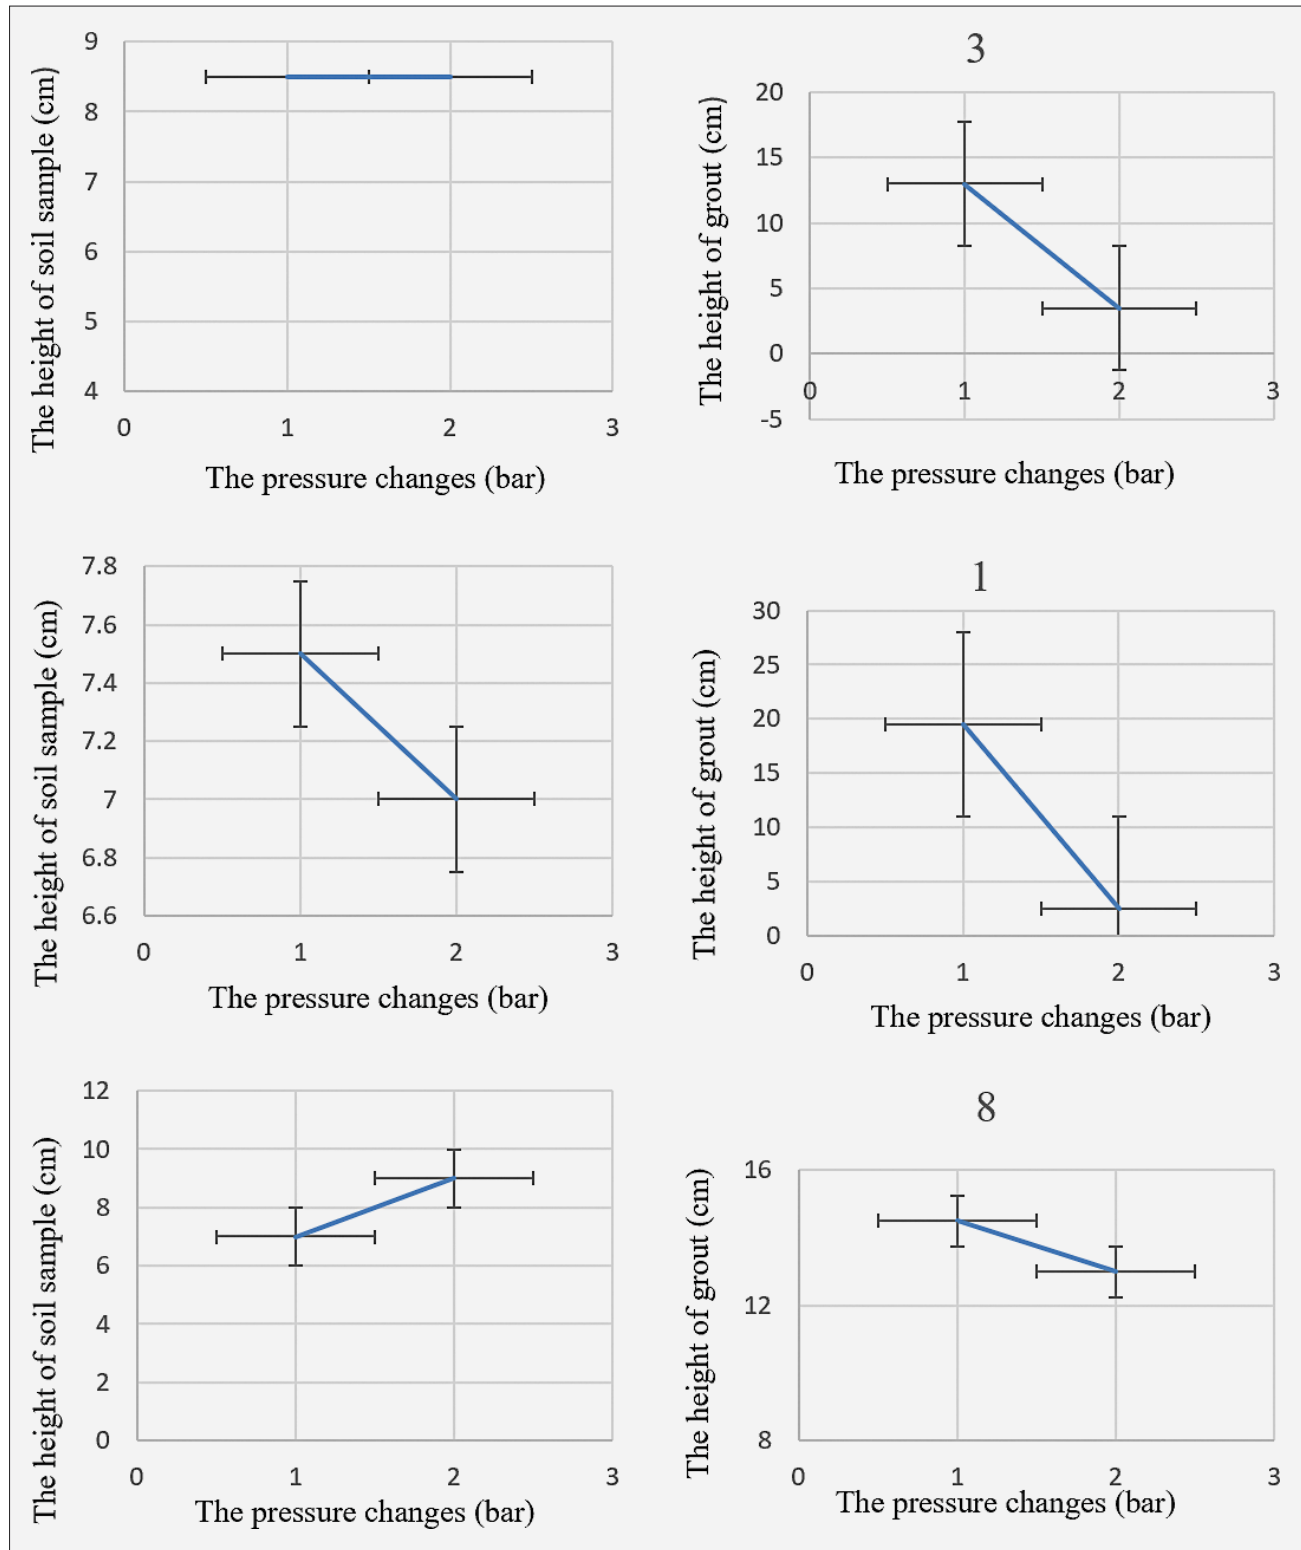 The height of soil sample (cm)
9
8
7
6
5
4
0 1 2 3
The pressure changes (bar)
3
The height of grout (cm)
20
15
10
5
0
-5
0 1 2 3
The pressure changes (bar)
The height of soil sample (cm)
7.8
7.6
7.4
7.2
7
6.8
6.6
0 1 2 3
The pressure changes (bar)
1
The height of grout (cm)
30
25
20
15
10
5
0
0 1 2 3
The pressure changes (bar)
The height of soil sample (cm)
12
10
8
6
4
2
0
0 1 2 3
The pressure changes (bar)
8
The height of grout (cm)
16
12
8
0 1 2 3
The pressure changes (bar)